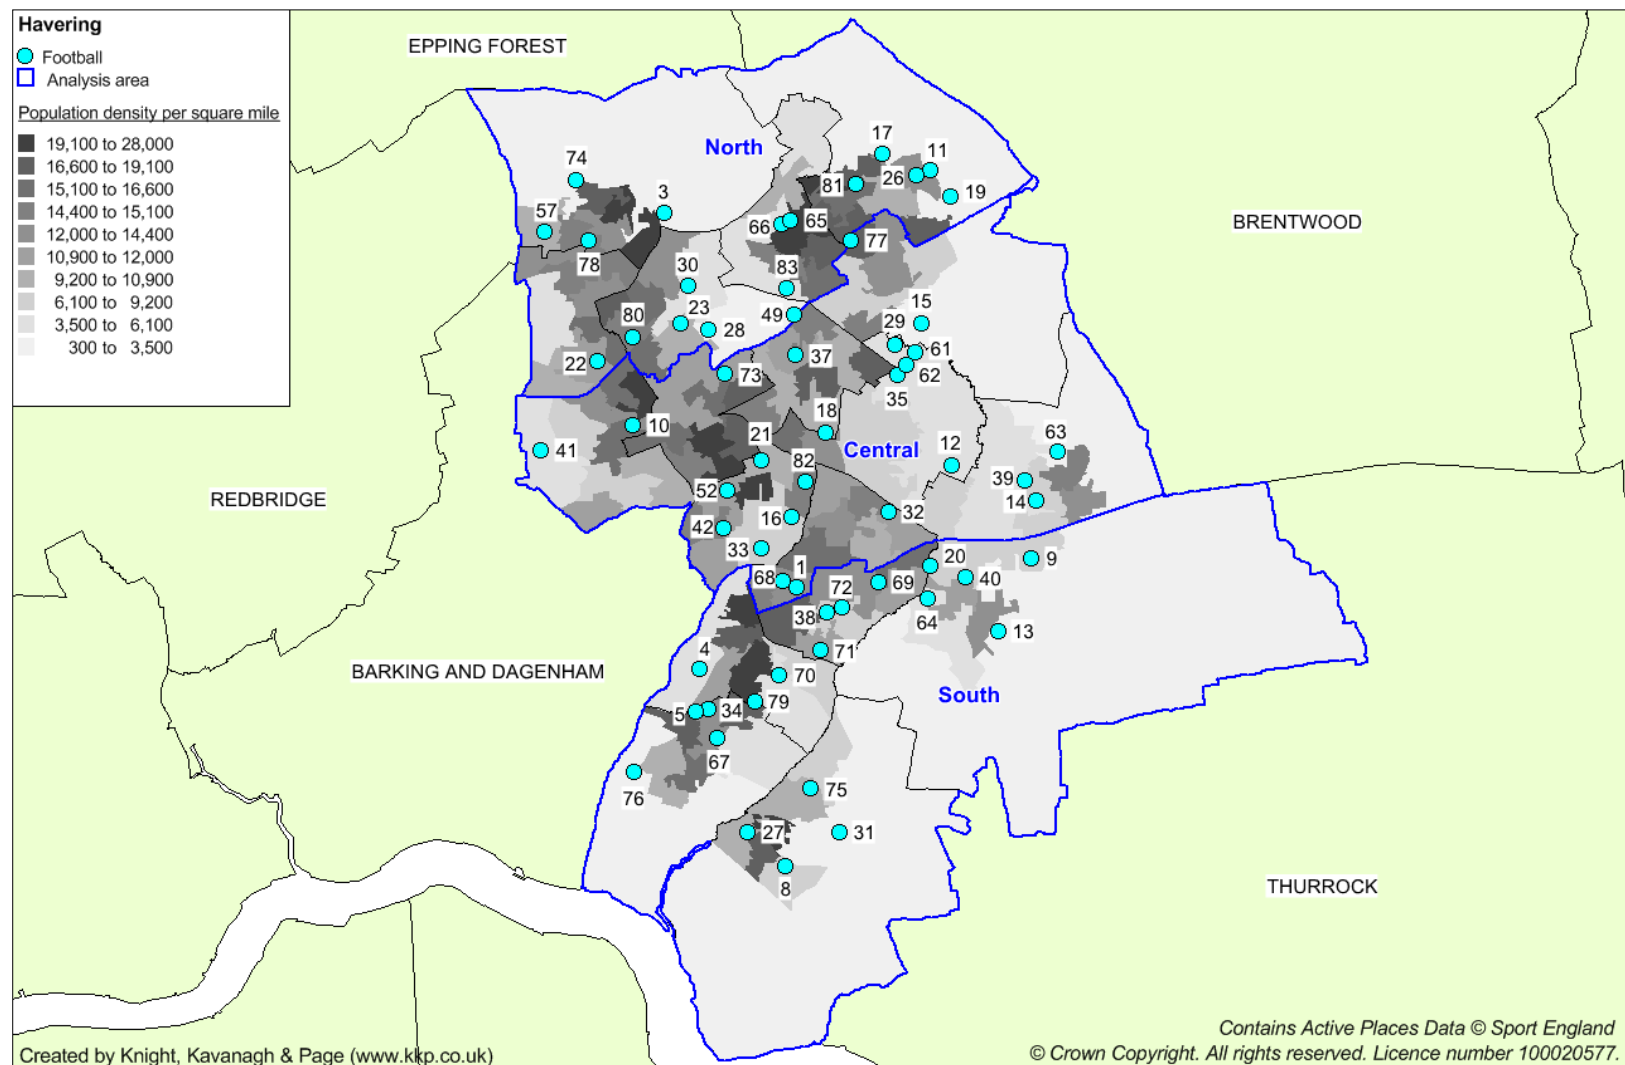 Havering
Football
Analysis area
Population density per square mile
19,100 to 28,000
16,600 to 19,100
15,100 to 16,600
14,400 to 15,100
12,000 to 14,400
10,900 to 12,000
9,200 to 10,900
6,100 to 9,200
3,500 to 6,100
300 to 3,500
EPPING FOREST
BRENTWOOD
REDBRIDGE
BARKING AND DAGENHAM
THURROCK
North
Central
South
17
11
74
81
26
19
3
57
66
65
77
78
30
83
15
23
49
29
80
28
61
37
62
22
73
35
18
10
21
63
12
41
82
39
52
14
16
32
42
33
20
9
1
68
40
72
69
38
64
13
4
71
70
79
5
34
67
76
75
27
31
8
Contains Active Places Data © Sport England
Created by Knight, Kavanagh & Page (www.kkp.co.uk)
© Crown Copyright. All rights reserved. Licence number 100020577.